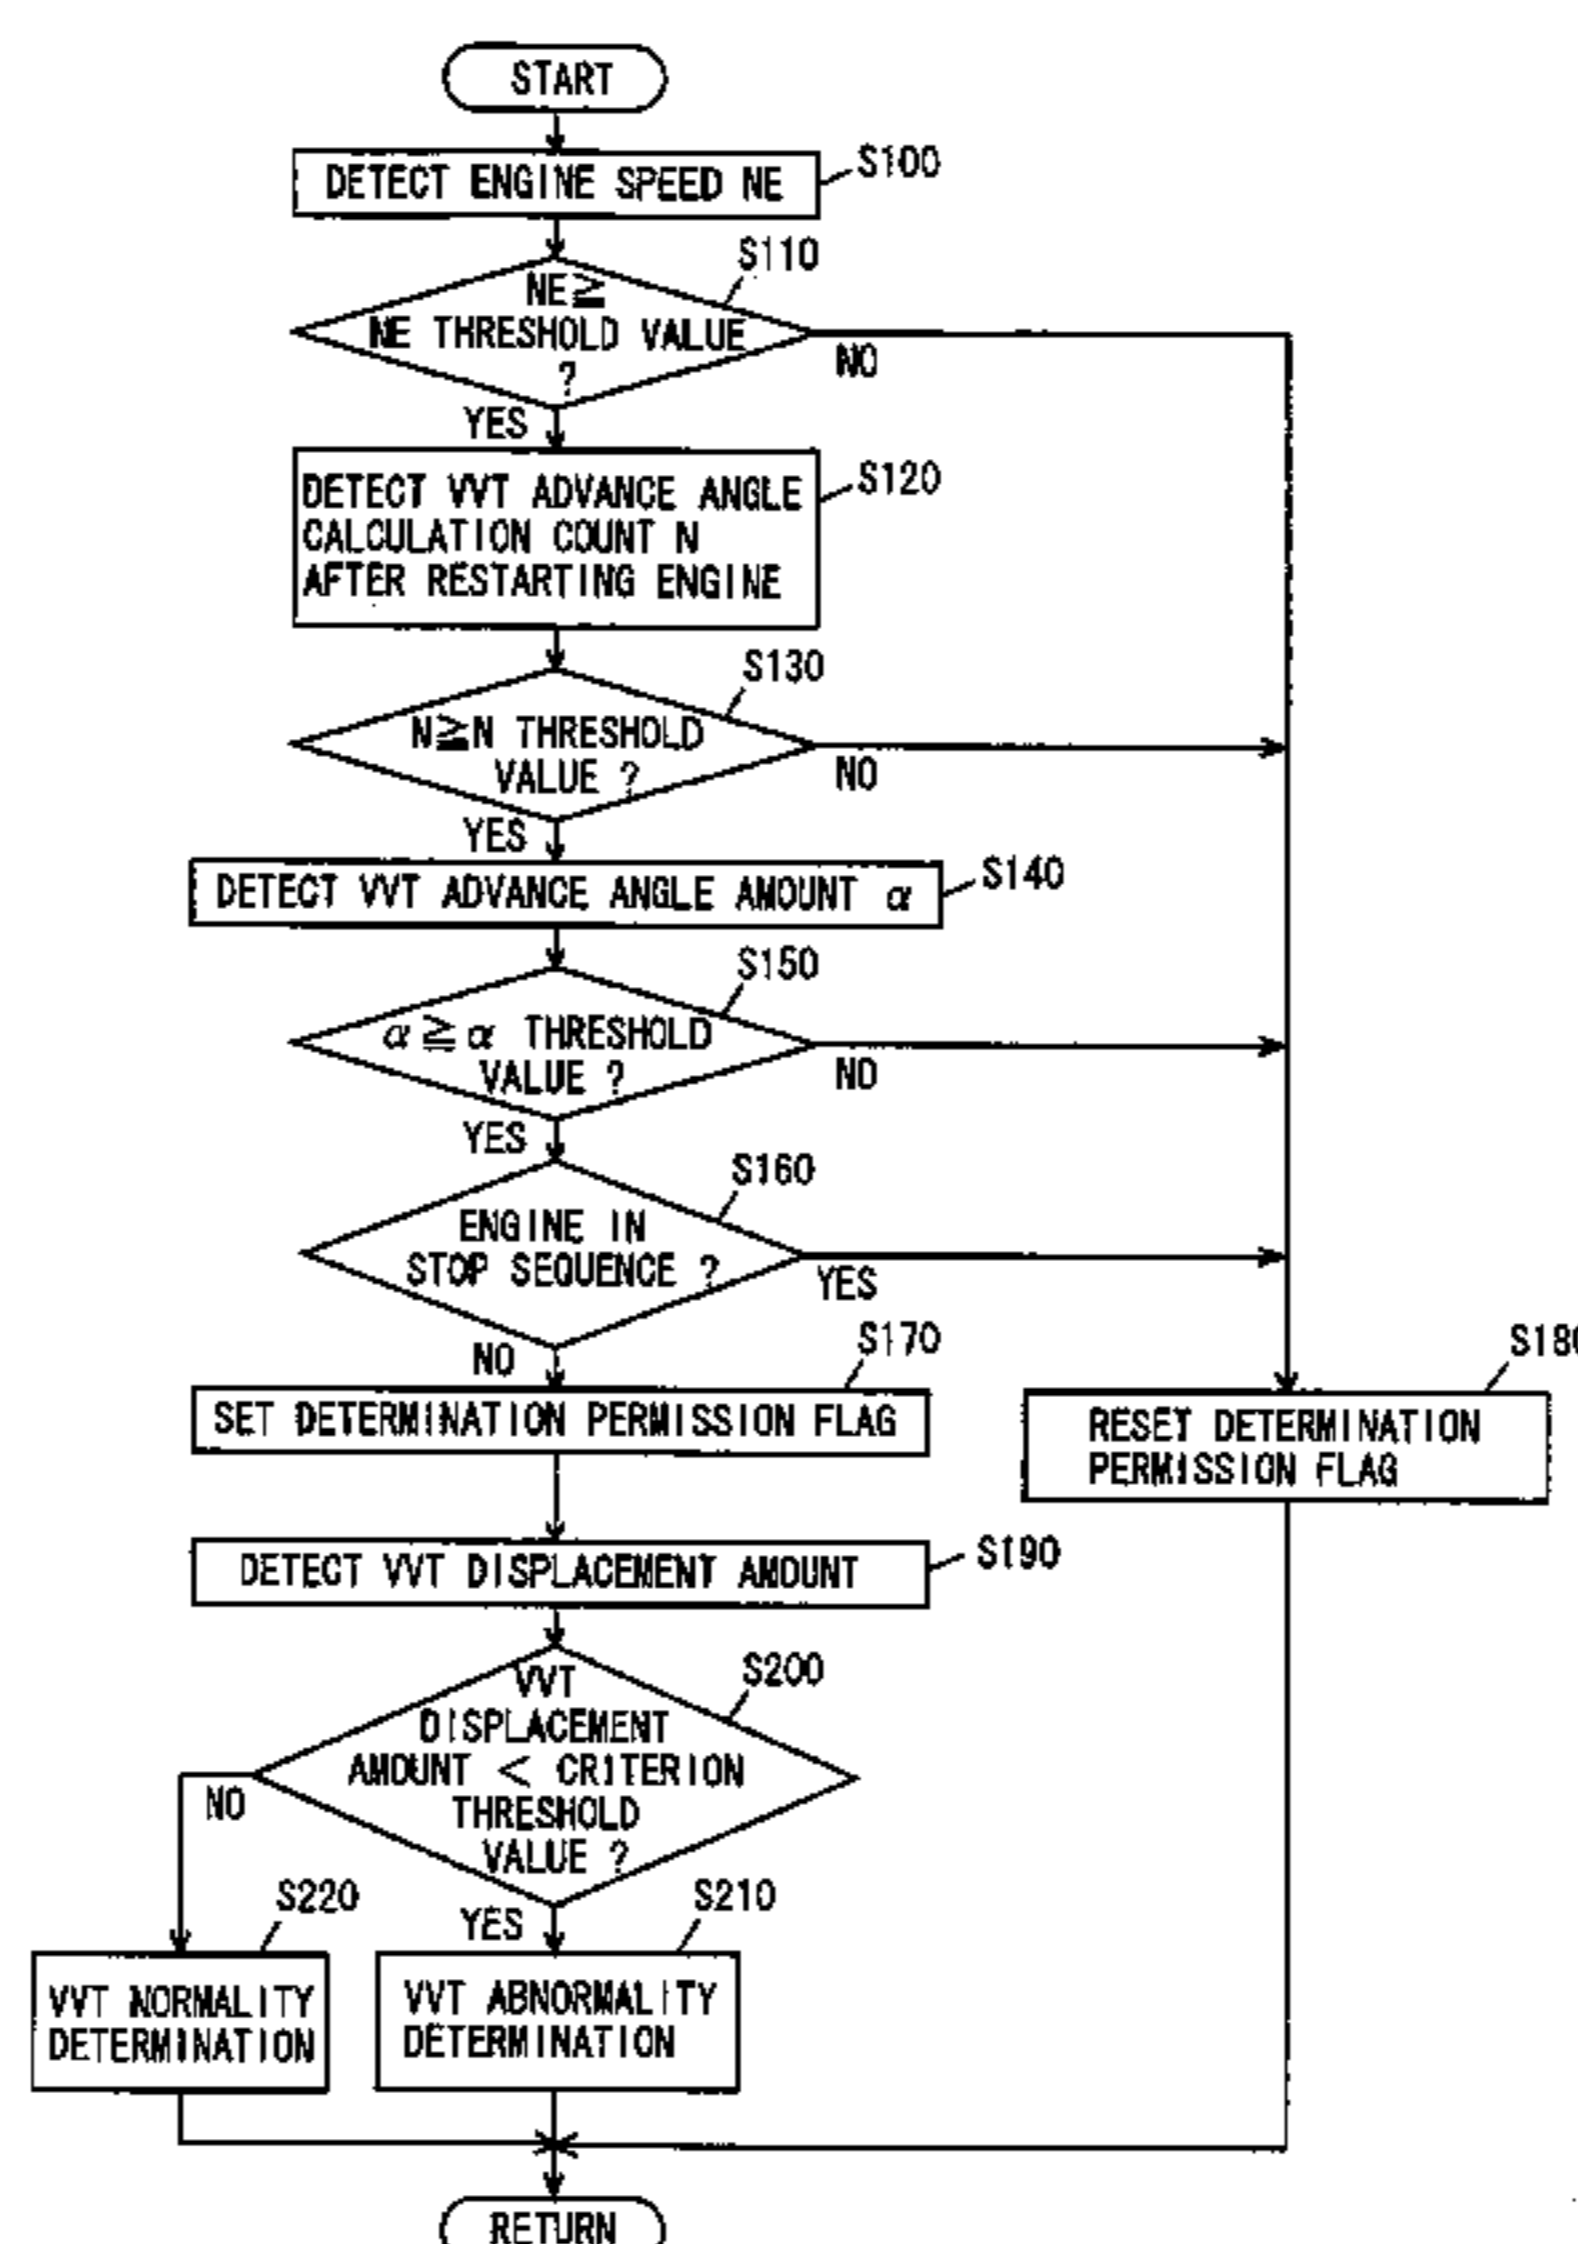 START
DETECT ENGINE SPEED NE
S100
S110
NE≧
NE THRESHOLD VALUE
?
NO
YES
DETECT VVT ADVANCE ANGLE
CALCULATION COUNT N
AFTER RESTARTING ENGINE
S120
S130
N≧N THRESHOLD
VALUE ?
NO
YES
DETECT VVT ADVANCE ANGLE AMOUNT α
S140
S150
α≧α THRESHOLD
VALUE ?
NO
YES
S160
ENGINE IN
STOP SEQUENCE ?
YES
NO
S170
SET DETERMINATION PERMISSION FLAG
S180
RESET DETERMINATION
PERMISSION FLAG
DETECT VVT DISPLACEMENT AMOUNT
S190
S200
VVT
DISPLACEMENT
AMOUNT < CRITERION
THRESHOLD
VALUE ?
NO
YES
S220
S210
VVT NORMALITY
DETERMINATION
VVT ABNORMALITY
DETERMINATION
RETURN